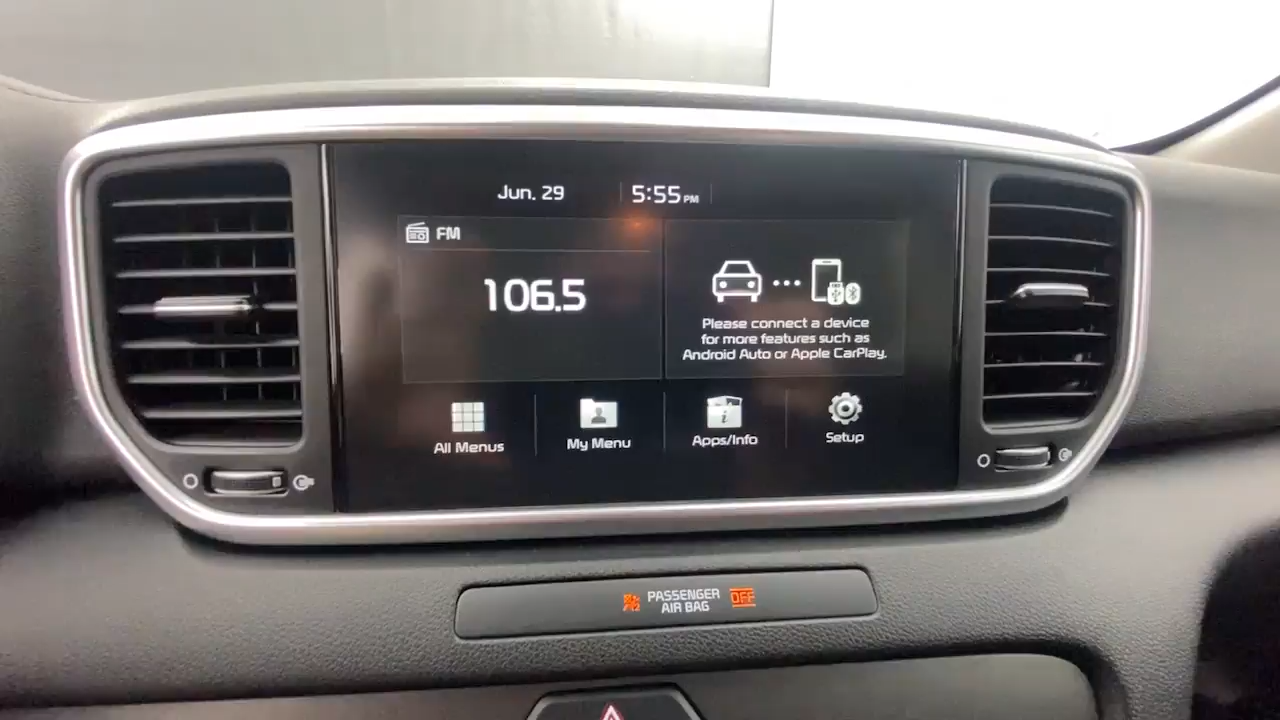 Jun. 29
5:55 PM
FM
106.5
Please connect a device
for more features such as
Android Auto or Apple CarPlay.
All Menus
My Menu
Apps/Info
Setup
PASSENGER
AIR BAG
OFF